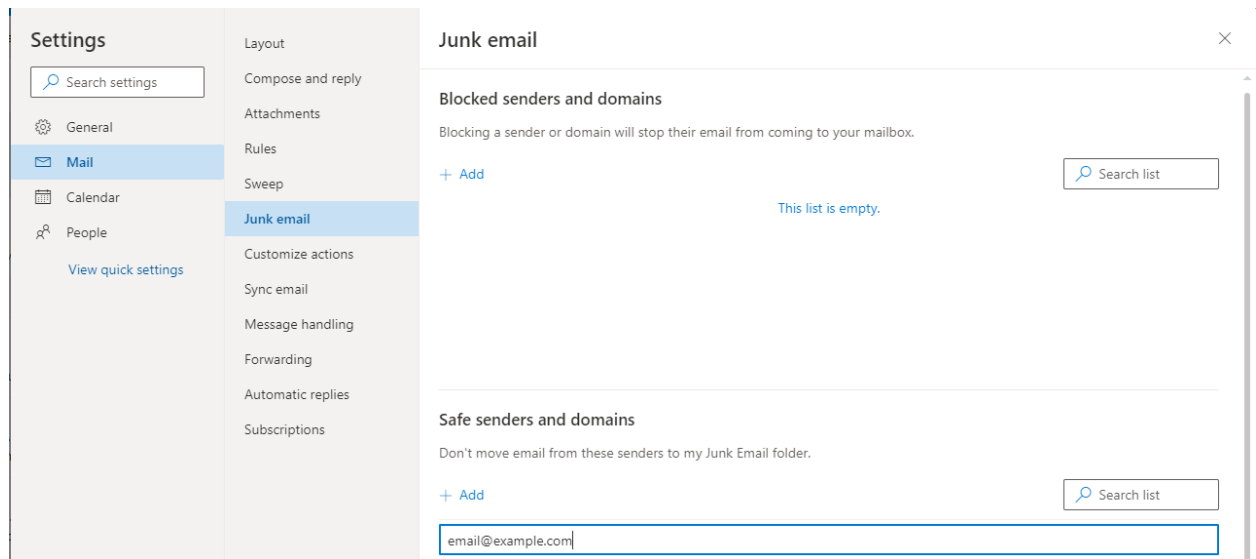 Settings
Search settings
General
Mail
Calendar
People
View quick settings
Layout
Compose and reply
Attachments
Rules
Sweep
Junk email
Customize actions
Sync email
Message handling
Forwarding
Automatic replies
Subscriptions
Junk email
Blocked senders and domains
Blocking a sender or domain will stop their email from coming to your mailbox.
+ Add
Search list
This list is empty.
Safe senders and domains
Don't move email from these senders to my Junk Email folder.
+ Add
Search list
email@example.com